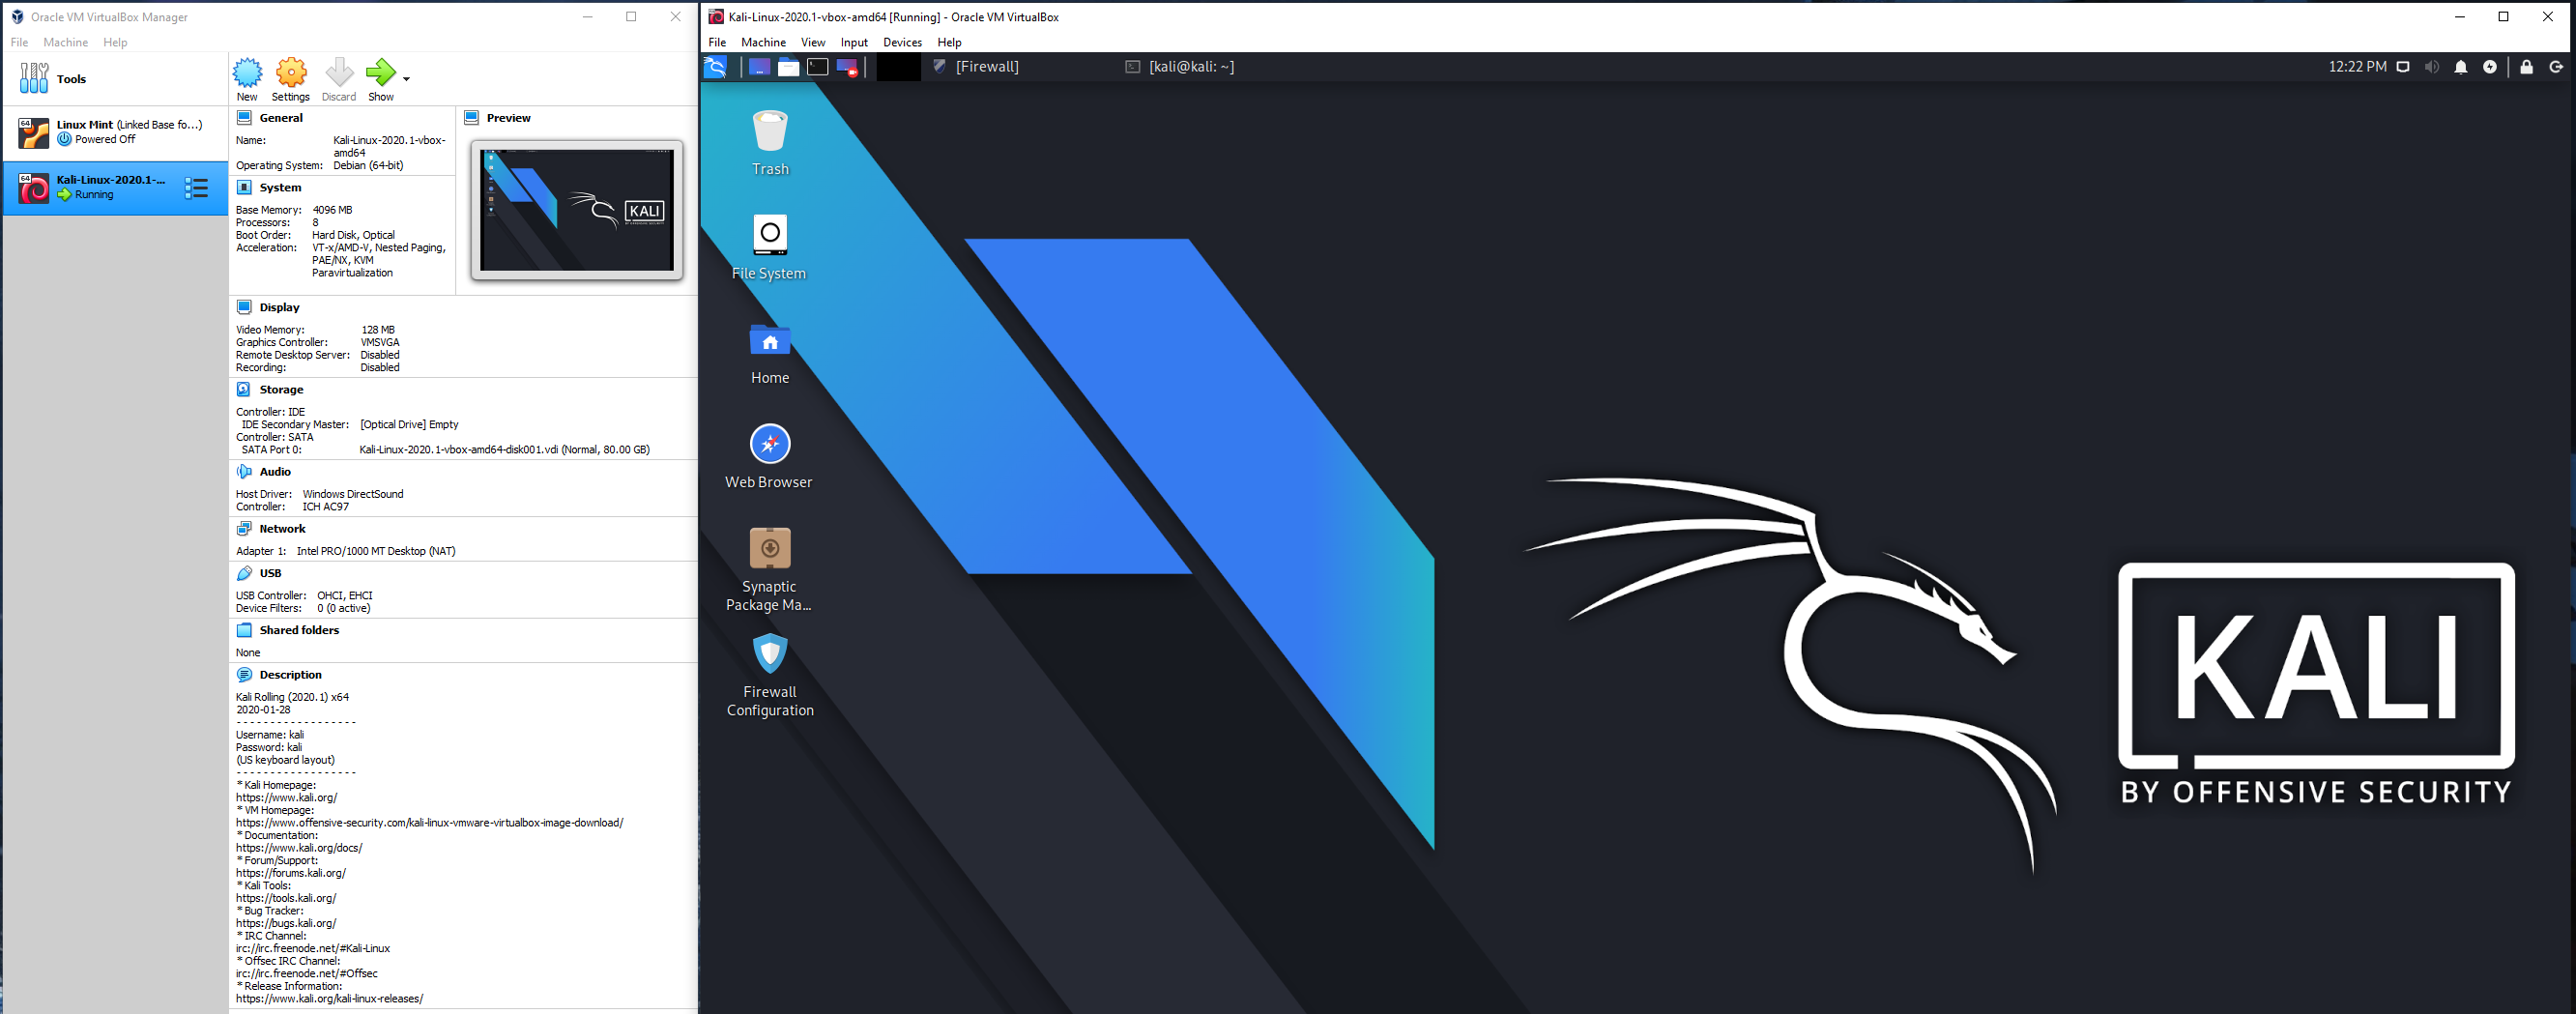 Oracle VM VirtualBox Manager
File Machine Help
Tools
New Settings Discard Show
64 Linux Mint (Linked Base fo...)
Powered Off
64 Kali-Linux-2020.1-...
Running
General
Name: Kali-Linux-2020.1-vbox-
amd64
Operating System: Debian (64-bit)
Preview
KALI
System
Base Memory: 4096 MB
Processors: 8
Boot Order: Hard Disk, Optical
Acceleration: VT-x/AMD-V, Nested Paging,
PAE/NX, KVM
Paravirtualization
Display
Video Memory: 128 MB
Graphics Controller: VMSVGA
Remote Desktop Server: Disabled
Recording: Disabled
Storage
Controller: IDE
IDE Secondary Master: [Optical Drive] Empty
Controller: SATA
SATA Port 0: Kali-Linux-2020.1-vbox-amd64-disk001.vdi (Normal, 80.00 GB)
Audio
Host Driver: Windows DirectSound
Controller: ICH AC97
Network
Adapter 1: Intel PRO/1000 MT Desktop (NAT)
USB
USB Controller: OHCI, EHCI
Device Filters: 0 (0 active)
Shared folders
None
Description
Kali Rolling (2020.1) x64
2020-01-28
- - - - - - - - - - - - - - - - - -
Username: kali
Password: kali
(US keyboard layout)
- - - - - - - - - - - - - - - - - -
* Kali Homepage:
https://www.kali.org/
* VM Homepage:
https://www.offensive-security.com/kali-linux-vmware-virtualbox-image-download/
* Documentation:
https://www.kali.org/docs/
* Forum/Support:
https://forums.kali.org/
* Kali Tools:
https://tools.kali.org/
* Bug Tracker:
https://bugs.kali.org/
* IRC Channel:
irc://irc.freenode.net/#Kali-Linux
* Offsec IRC Channel:
irc://irc.freenode.net/#Offsec
* Release Information:
https://www.kali.org/kali-linux-releases/
Kali-Linux-2020.1-vbox-amd64 [Running] - Oracle VM VirtualBox
File Machine View Input Devices Help
[Firewall] [kali@kali: ~] 12:22 PM
Trash
File System
Home
Web Browser
Synaptic
Package Ma...
Firewall
Configuration
KALI
BY OFFENSIVE SECURITY